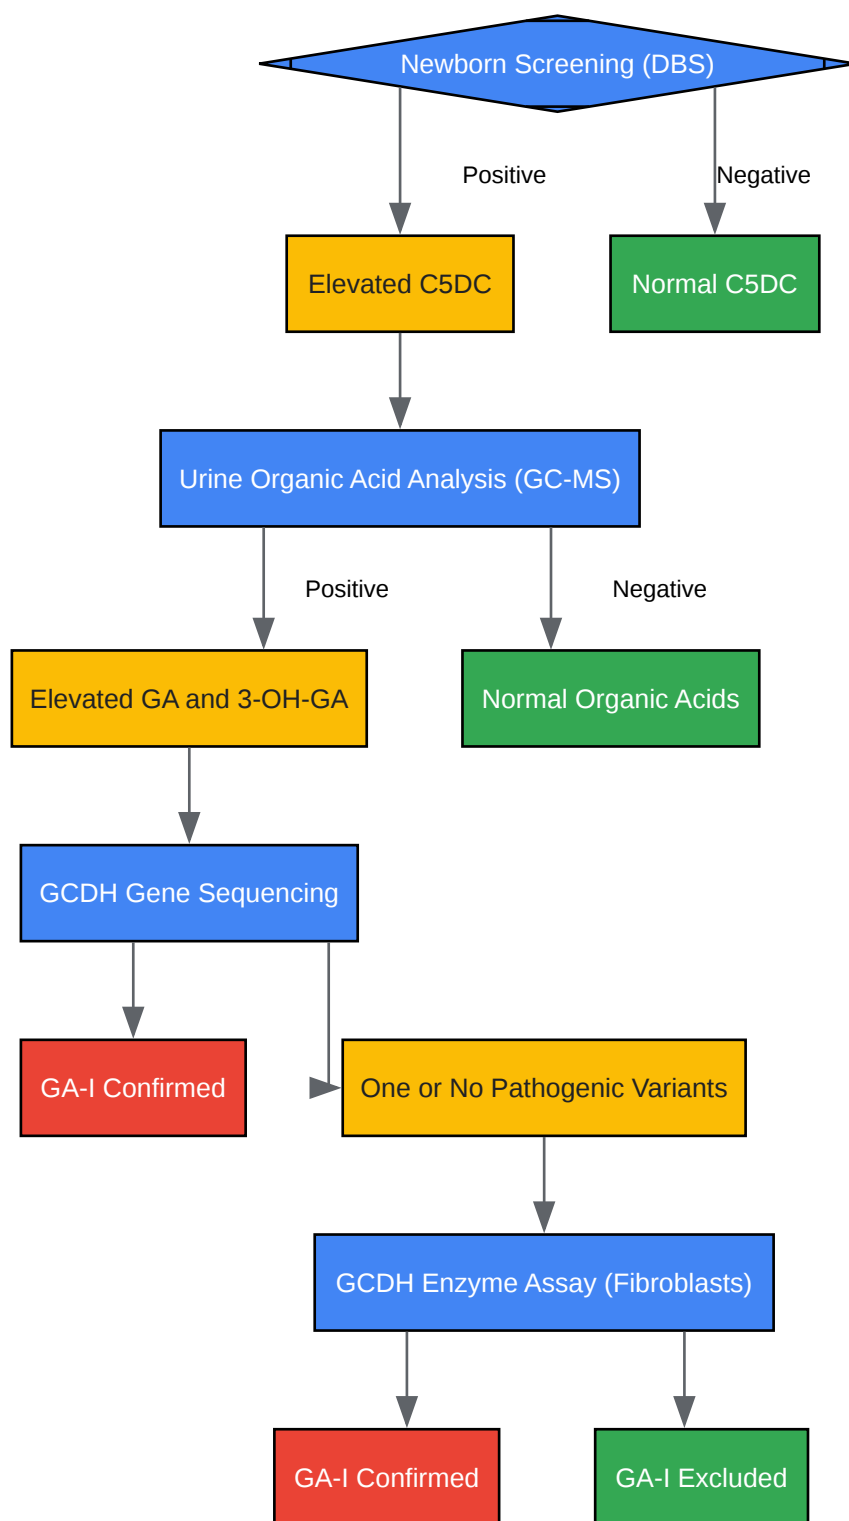 Newborn Screening (DBS)
Positive
Negative
Elevated C5DC
Normal C5DC
Urine Organic Acid Analysis (GC-MS)
Positive
Negative
Elevated GA and 3-OH-GA
Normal Organic Acids
GCDH Gene Sequencing
GA-I Confirmed
One or No Pathogenic Variants
GCDH Enzyme Assay (Fibroblasts)
GA-I Confirmed
GA-I Excluded